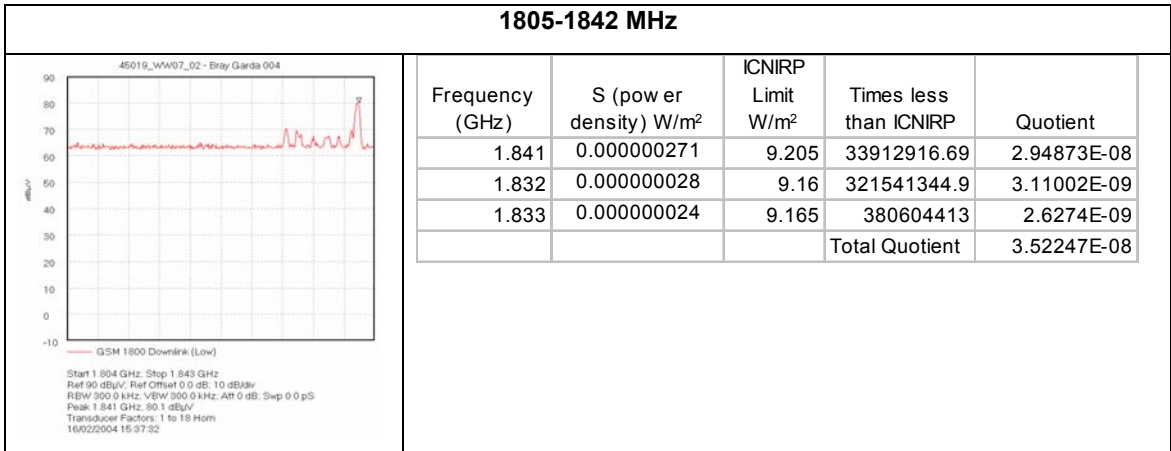 1805-1842 MHz
45019_WW07_02 - Bray Garda 004
90
80
70
60
50
40
30
20
10
0
-10
dBµV
GSM 1800 Downlink (Low)
Start 1.804 GHz; Stop 1.843 GHz
Ref 90 dBµV; Ref Offset 0.0 dB; 10 dB/div
RBW 300.0 kHz; VBW 300.0 kHz; Att 0 dB; Swp 0.0 pS
Peak 1.841 GHz, 80.1 dBµV
Transducer Factors: 1 to 18 Horn
16/02/2004 15:37:32
Frequency (GHz) S (pow er density) W/m² ICNIRP Limit W/m² Times less than ICNIRP Quotient
1.841 0.000000271 9.205 33912916.69 2.94873E-08
1.832 0.000000028 9.16 321541344.9 3.11002E-09
1.833 0.000000024 9.165 380604413 2.6274E-09
Total Quotient 3.52247E-08